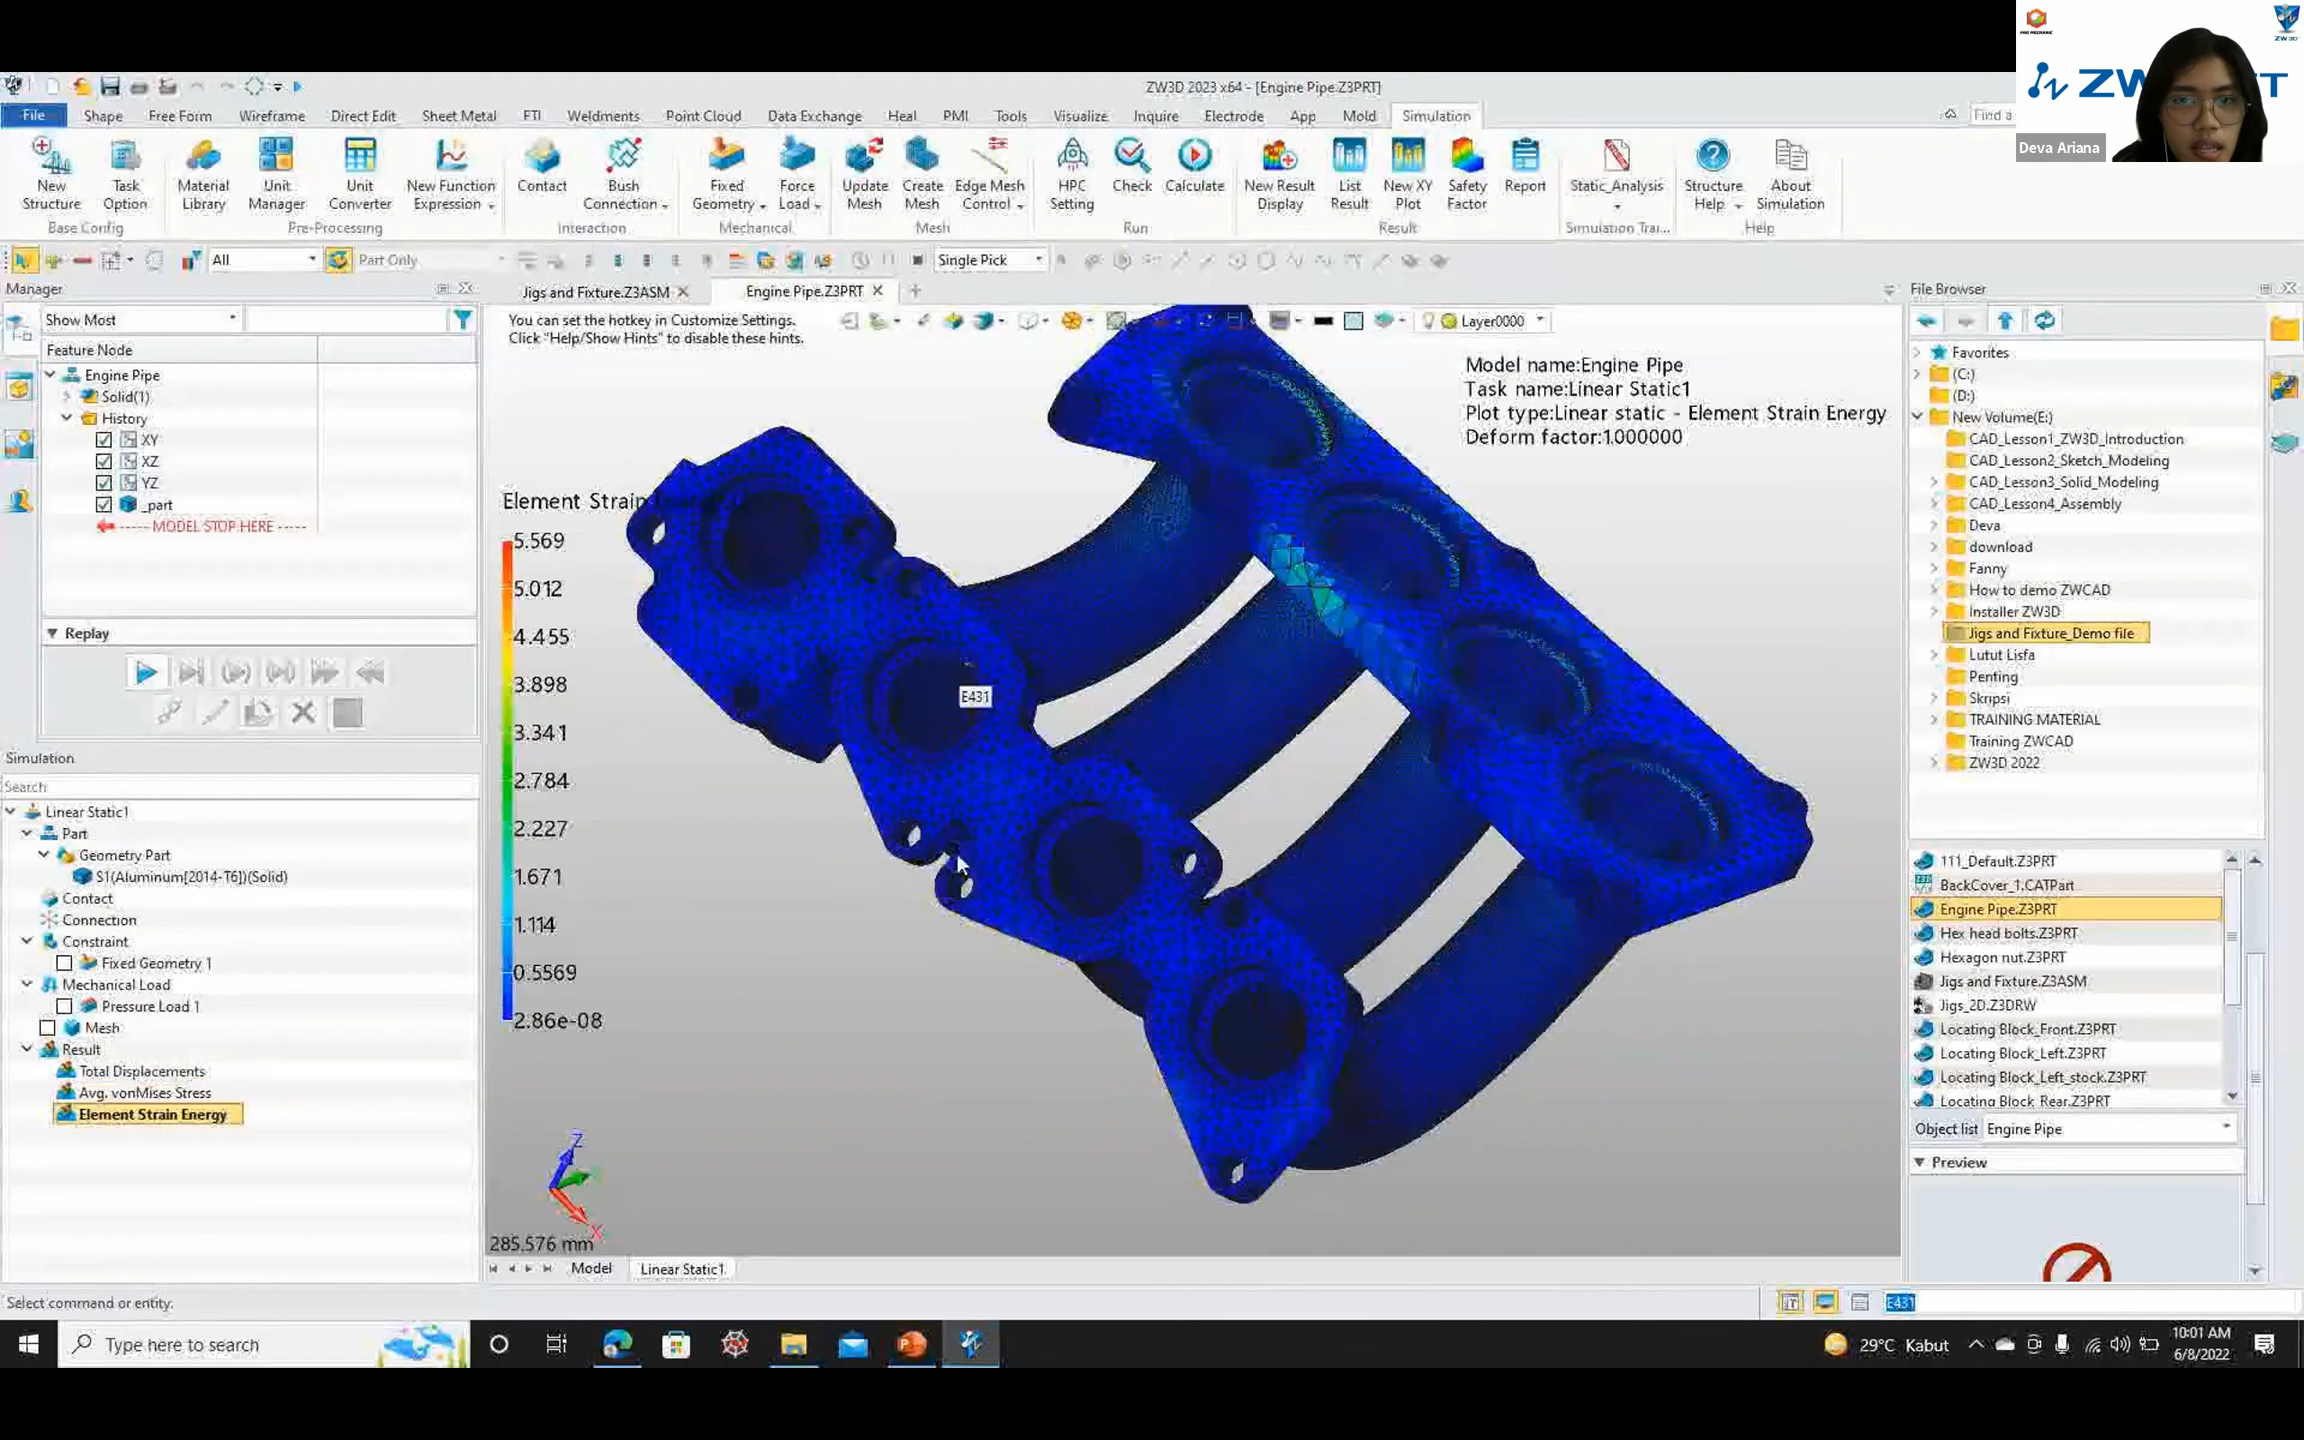 ZW3D 2023 x64 - [Engine Pipe.Z3PRT]
File Shape Free Form Wireframe Direct Edit Sheet Metal FTI Weldments Point Cloud Data Exchange Heal PMI Tools Visualize Inquire Electrode App Mold Simulation
Find a
Deva Ariana
New Structure
Task Option
Material Library
Unit Manager
Unit Converter
New Function Expression
Contact
Bush Connection
Fixed Geometry
Force Load
Update Mesh
Create Mesh
Edge Mesh Control
HPC Setting
Check
Calculate
New Result Display
List Result
New XY Plot
Safety Factor
Report
Static_Analysis
Structure Help
About Simulation
Base Config Pre-Processing Interaction Mechanical Mesh Run Result Simulation Trai... Help
All Part Only Single Pick
Manager
Jigs and Fixture.Z3ASM Engine Pipe.Z3PRT
File Browser
Show Most
Feature Node
Engine Pipe
Solid(1)
History
XY
XZ
YZ
_part
----- MODEL STOP HERE -----
Replay
Simulation
Search
Linear Static1
Part
Geometry Part
S1(Aluminum[2014-T6])(Solid)
Contact
Connection
Constraint
Fixed Geometry 1
Mechanical Load
Pressure Load 1
Mesh
Result
Total Displacements
Avg. vonMises Stress
Element Strain Energy
You can set the hotkey in Customize Settings.
Click "Help/Show Hints" to disable these hints.
Layer0000
Model name:Engine Pipe
Task name:Linear Static1
Plot type:Linear static - Element Strain Energy
Deform factor:1.000000
Element Strain
5.569
5.012
4.455
3.898
3.341
2.784
2.227
1.671
1.114
0.5569
2.86e-08
E431
Z
X
285.576 mm
Model Linear Static1
Favorites
(C:)
(D:)
New Volume(E:)
CAD_Lesson1_ZW3D_Introduction
CAD_Lesson2_Sketch_Modeling
CAD_Lesson3_Solid_Modeling
CAD_Lesson4_Assembly
Deva
download
Fanny
How to demo ZWCAD
Installer ZW3D
Jigs and Fixture_Demo file
Lutut Lisfa
Penting
Skripsi
TRAINING MATERIAL
Training ZWCAD
ZW3D 2022
111_Default.Z3PRT
BackCover_1.CATPart
Engine Pipe.Z3PRT
Hex head bolts.Z3PRT
Hexagon nut.Z3PRT
Jigs and Fixture.Z3ASM
Jigs_2D.Z3DRW
Locating Block_Front.Z3PRT
Locating Block_Left.Z3PRT
Locating Block_Left_stock.Z3PRT
Locating Block_Rear.Z3PRT
Object list Engine Pipe
Preview
Select command or entity.
E431
Type here to search
29°C Kabut
10:01 AM
6/8/2022